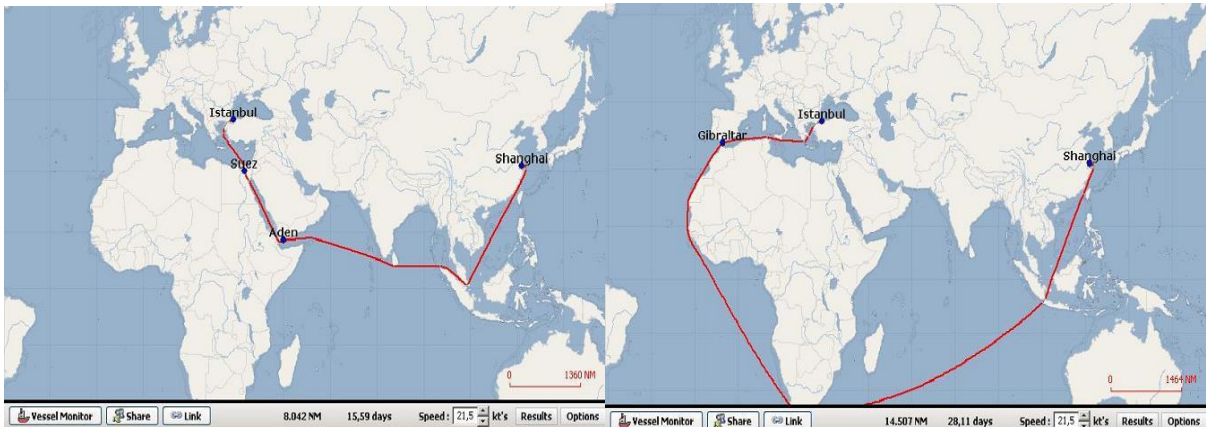 Istanbul
Suez
Shanghai
Aden
0 1360 NM
Vessel Monitor Share Link 8.042 NM 15,59 days Speed : 21,5 kt's Results Options
Istanbul
Gibraltar
Shanghai
0 1464 NM
Vessel Monitor Share Link 14.507 NM 28,11 days Speed : 21,5 kt's Results Options